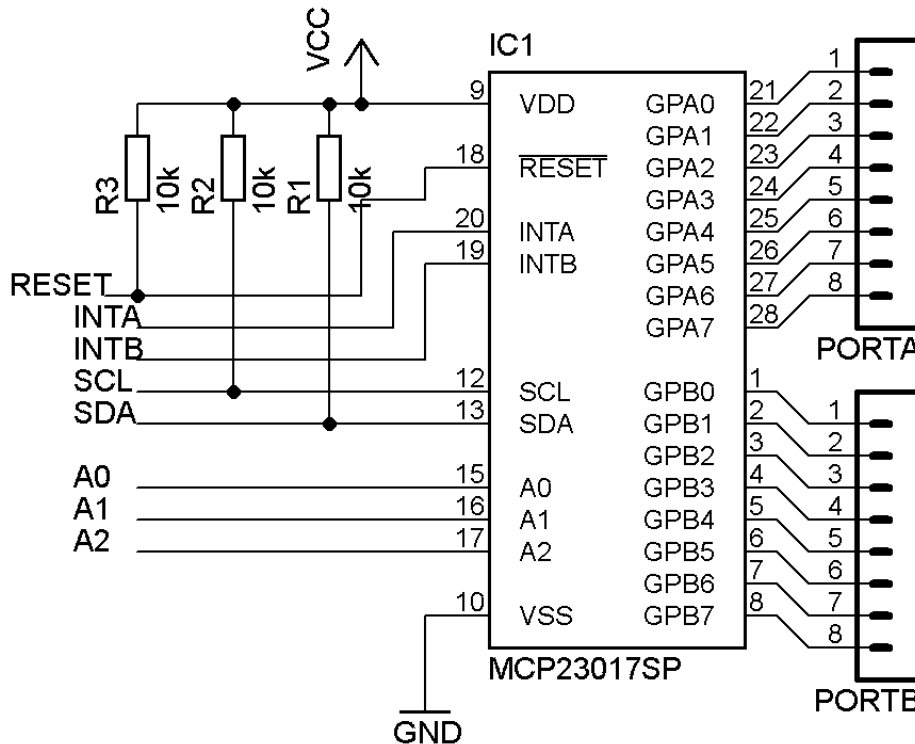 VCC
IC1
R3
10k
R2
10k
R1
10k
9
VDD
18
RESET
20
INTA
19
INTB
12
SCL
13
SDA
15
A0
16
A1
17
A2
10
VSS
RESET
INTA
INTB
SCL
SDA
A0
A1
A2
GND
GPA0 21 1
GPA1 22 2
GPA2 23 3
GPA3 24 4
GPA4 25 5
GPA5 26 6
GPA6 27 7
GPA7 28 8
PORTA
GPB0 1 1
GPB1 2 2
GPB2 3 3
GPB3 4 4
GPB4 5 5
GPB5 6 6
GPB6 7 7
GPB7 8 8
PORTB
MCP23017SP